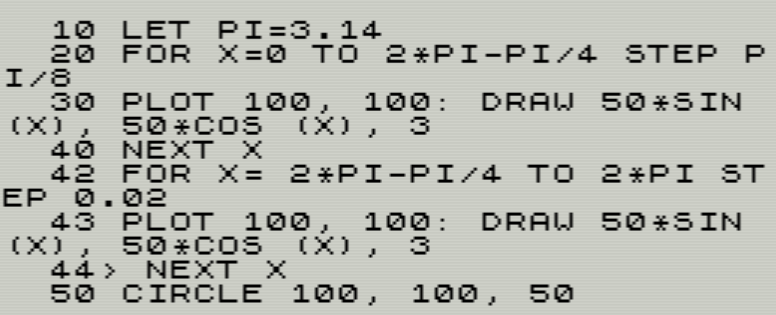 10 LET PI=3.14
20 FOR X=0 TO 2*PI-PI/4 STEP P
I/8
30 PLOT 100, 100: DRAW 50*SIN
(X), 50*COS (X), 3
40 NEXT X
42 FOR X= 2*PI-PI/4 TO 2*PI ST
EP 0.02
43 PLOT 100, 100: DRAW 50*SIN
(X), 50*COS (X), 3
44> NEXT X
50 CIRCLE 100, 100, 50